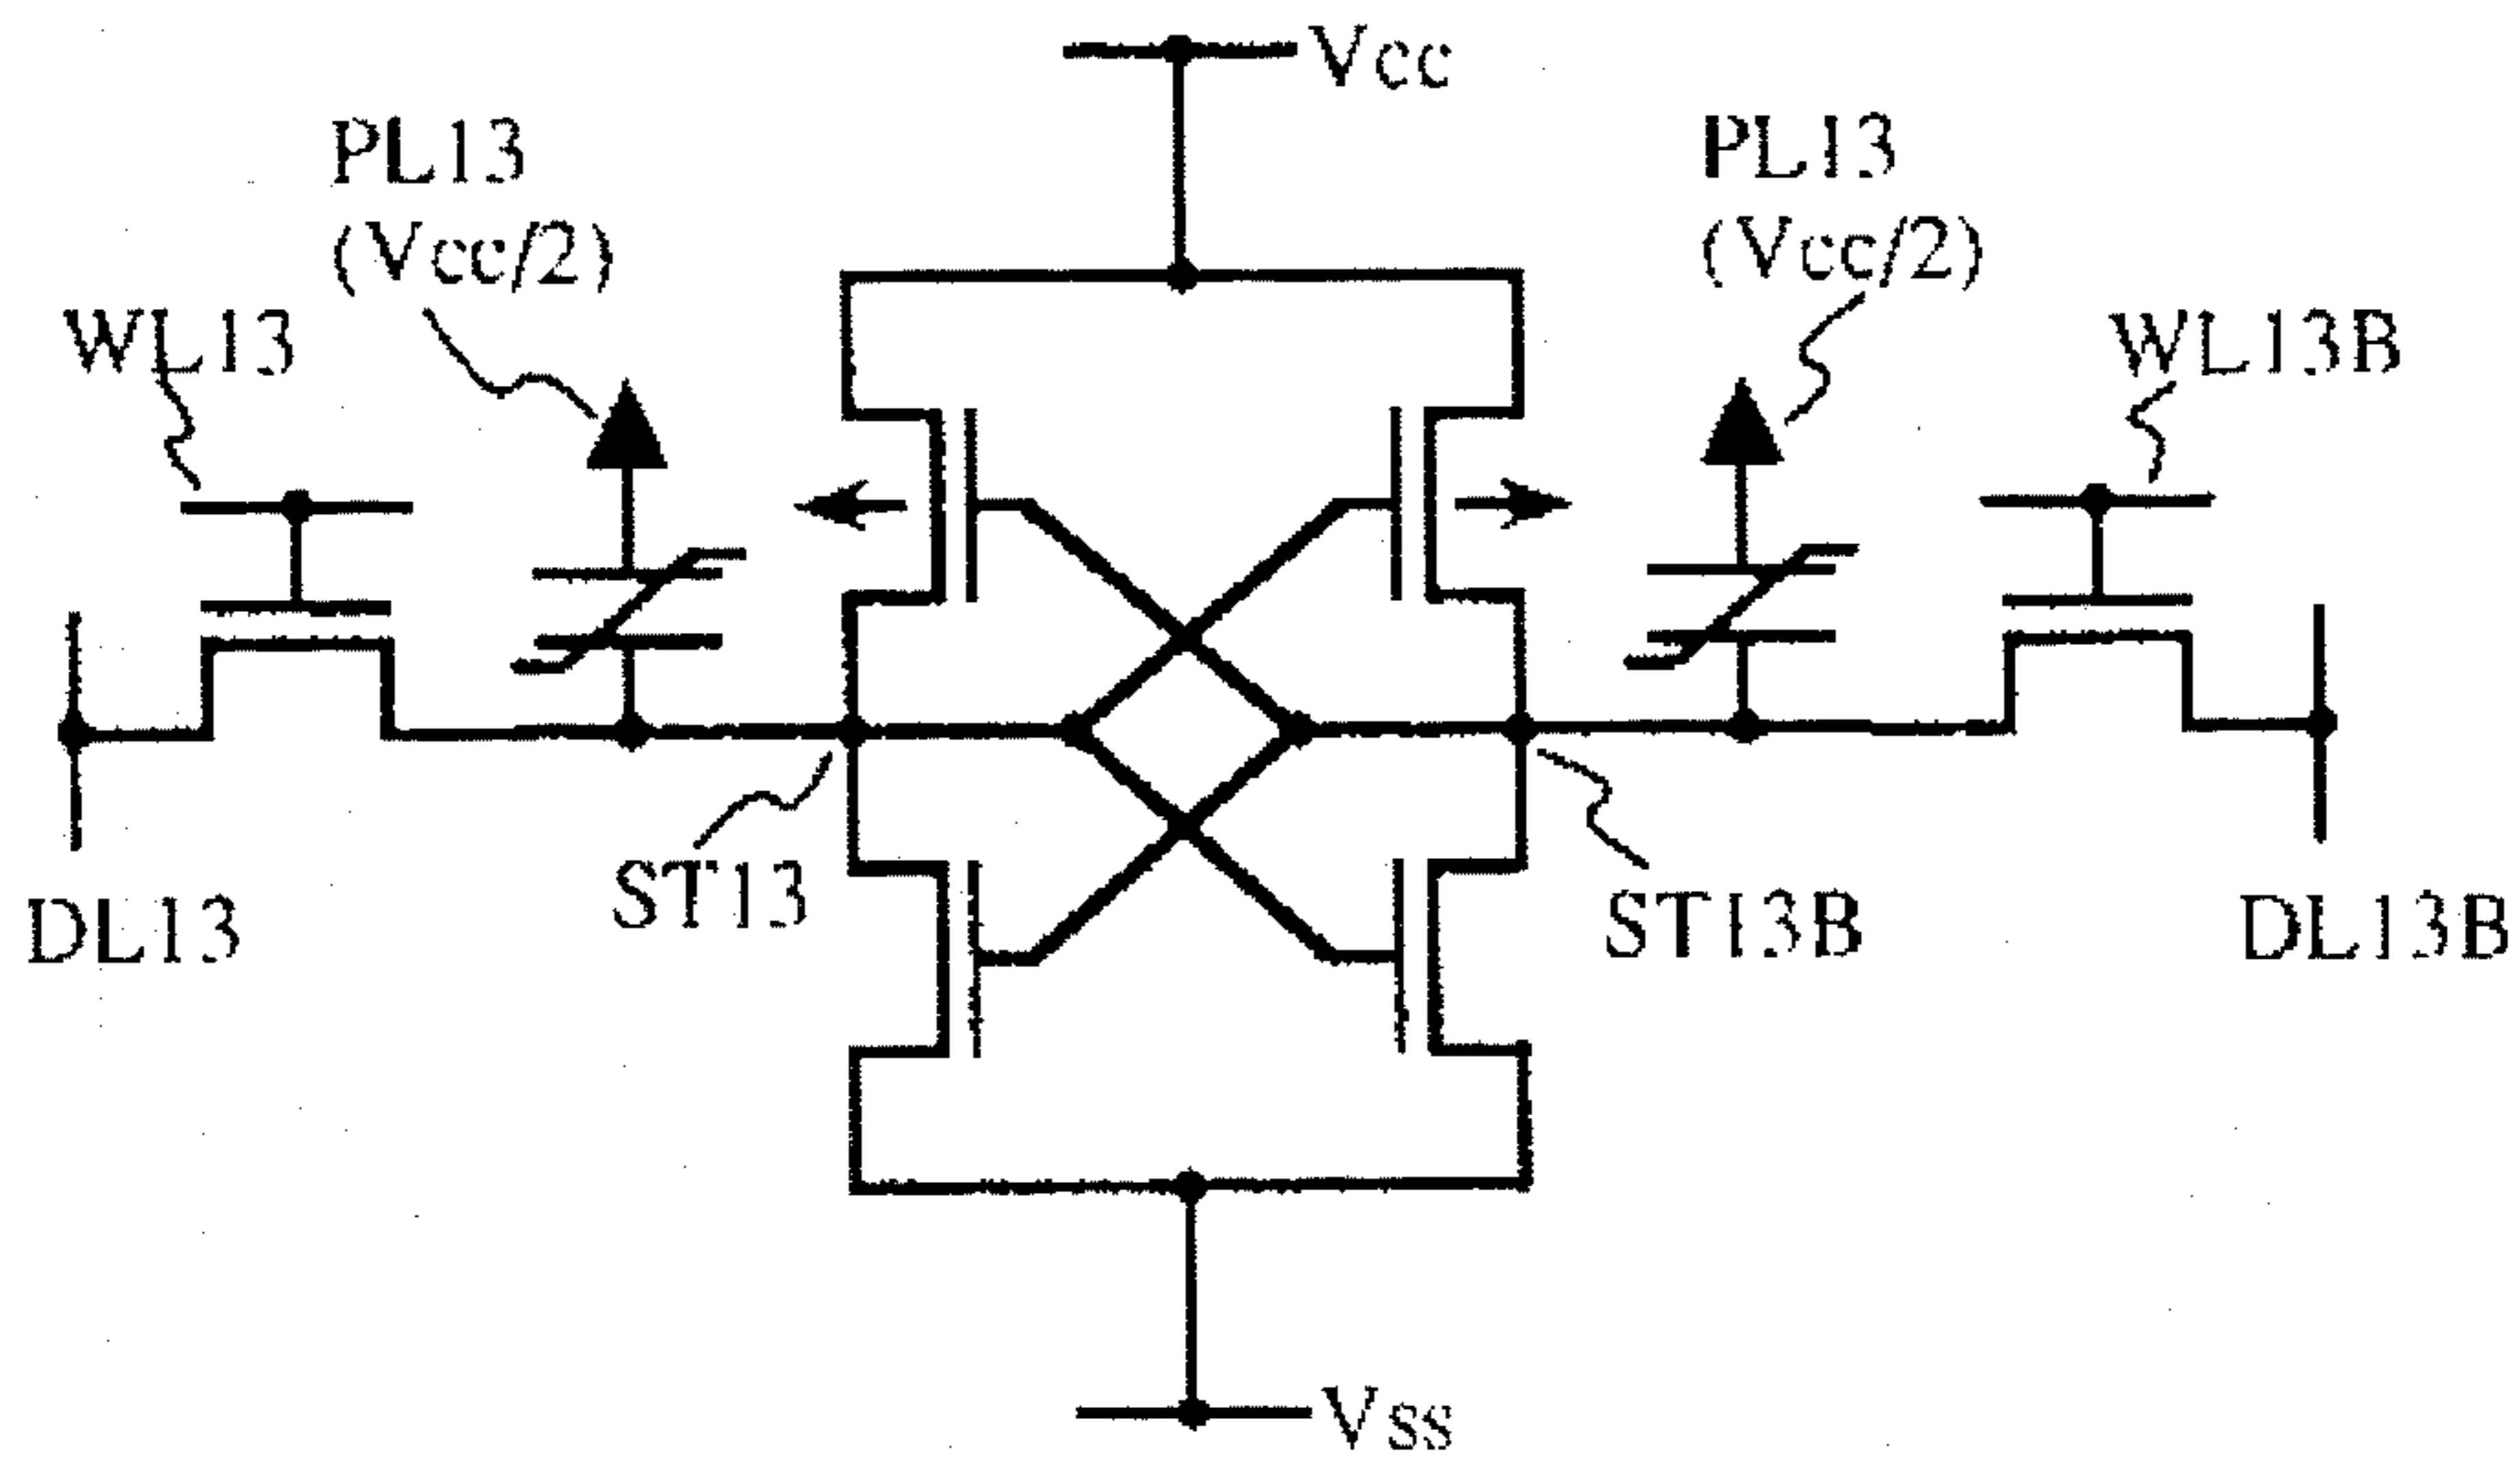 Vcc
PL13
(Vcc/2)
PL13
(Vcc/2)
WL13
WL13B
ST13
ST13B
DL13
DL13B
Vss